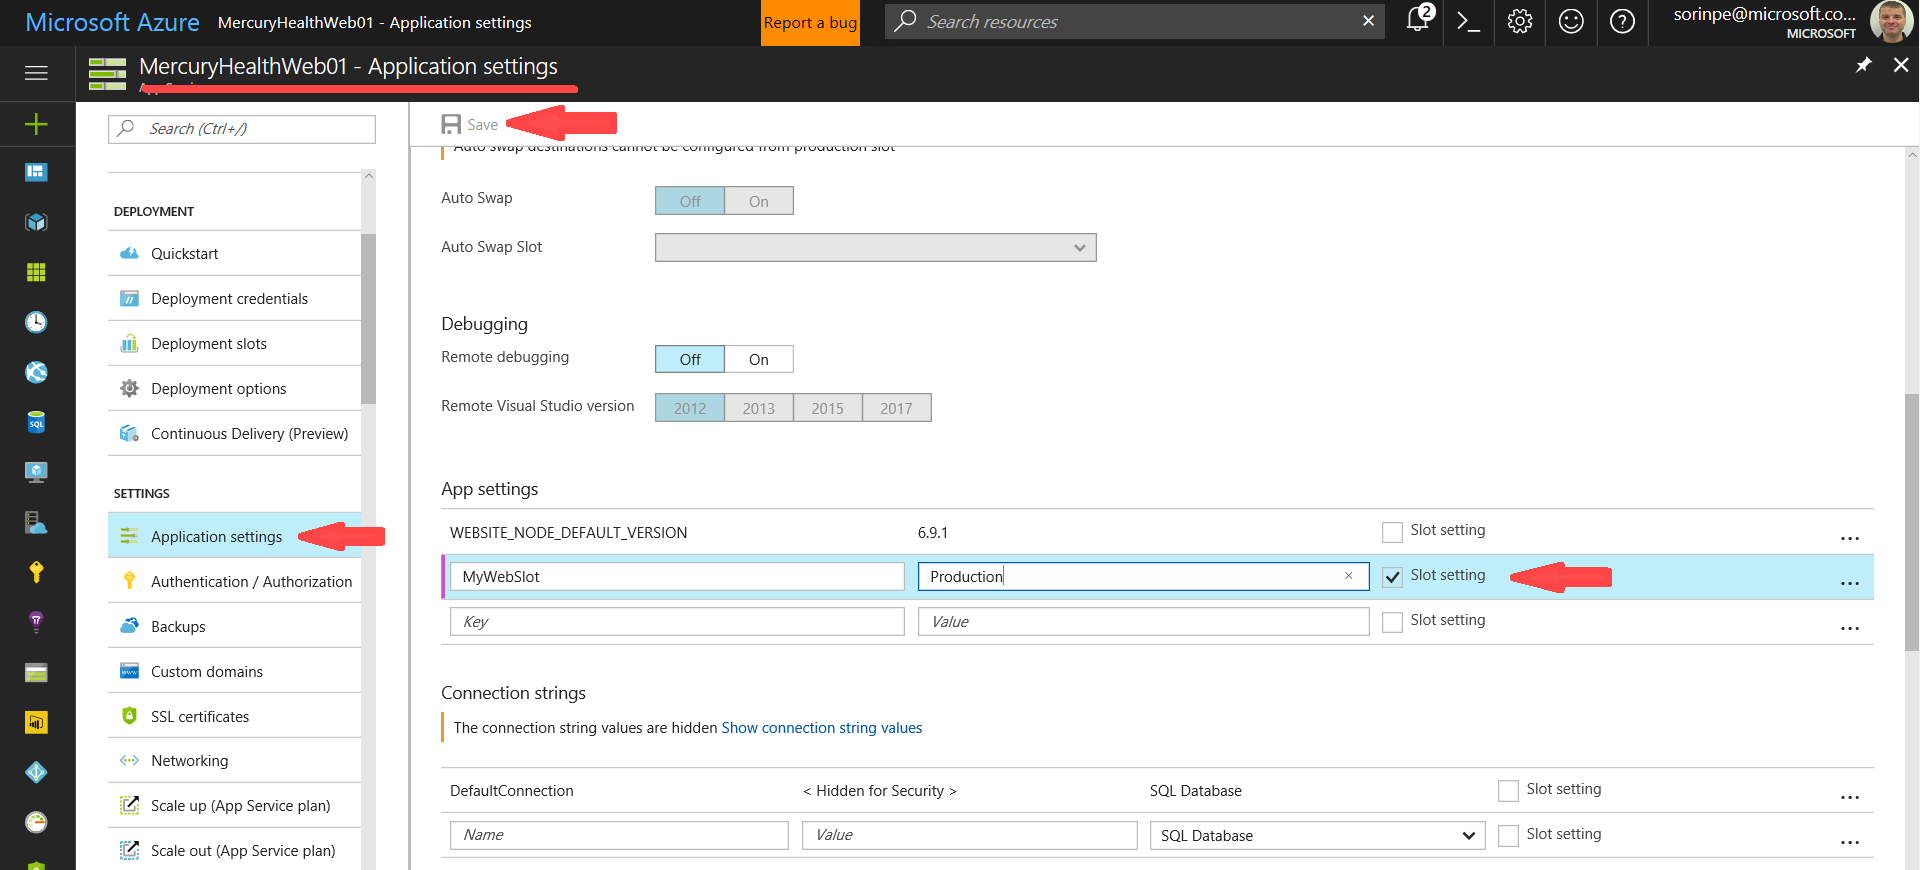 Microsoft Azure MercuryHealthWeb01 - Application settings
Report a bug
Search resources
2
sorinpe@microsoft.co...
MICROSOFT
MercuryHealthWeb01 - Application settings
Search (Ctrl+/)
DEPLOYMENT
Quickstart
Deployment credentials
Deployment slots
Deployment options
Continuous Delivery (Preview)
SETTINGS
Application settings
Authentication / Authorization
Backups
Custom domains
SSL certificates
Networking
Scale up (App Service plan)
Scale out (App Service plan)
SQL
www
Save
Auto swap destinations cannot be configured from production slot
Auto Swap Off On
Auto Swap Slot
Debugging
Remote debugging Off On
Remote Visual Studio version 2012 2013 2015 2017
App settings
WEBSITE_NODE_DEFAULT_VERSION 6.9.1 Slot setting ...
MyWebSlot Production Slot setting ...
Key Value Slot setting ...
Connection strings
The connection string values are hidden Show connection string values
DefaultConnection < Hidden for Security > SQL Database Slot setting ...
Name Value SQL Database Slot setting ...